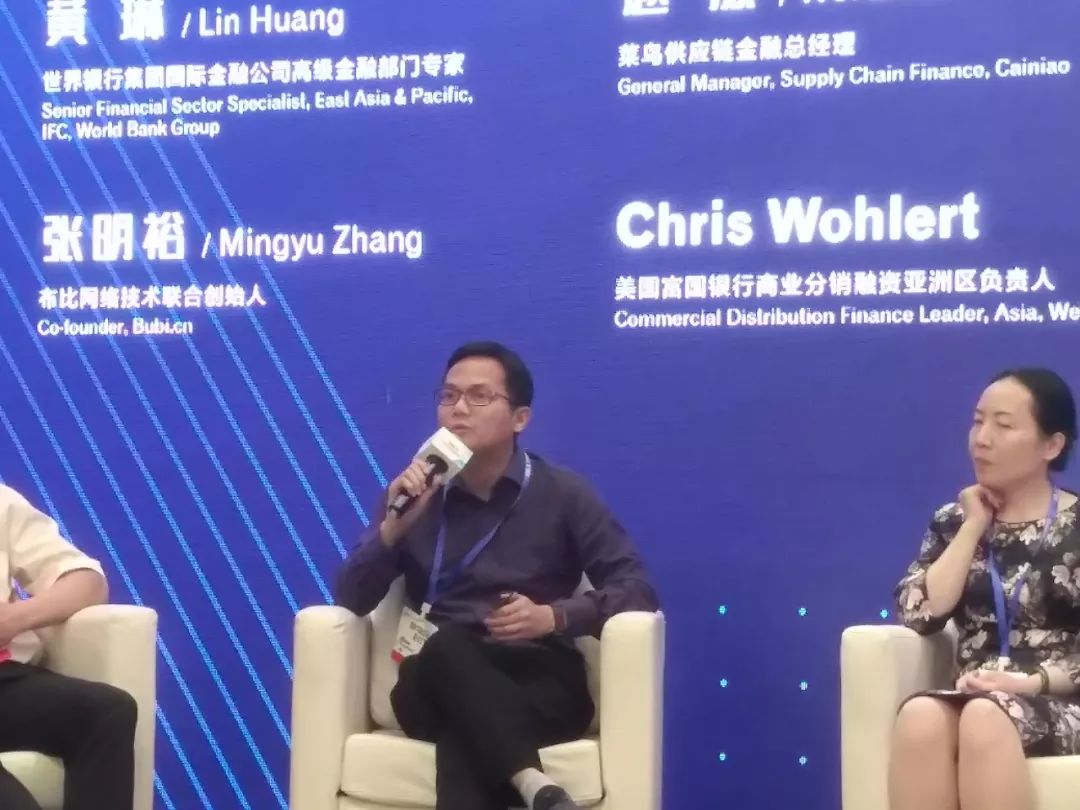 黄琳 / Lin Huang
世界银行集团国际金融公司高级金融部门专家
Senior Financial Sector Specialist, East Asia & Pacific,
IFC, World Bank Group
张明裕 / Mingyu Zhang
布比网络技术联合创始人
Co-founder, Bubi.cn
菜鸟供应链金融总经理
General Manager, Supply Chain Finance, Cainiao
Chris Wohlert
美国富国银行商业分销融资亚洲区负责人
Commercial Distribution Finance Leader, Asia, We